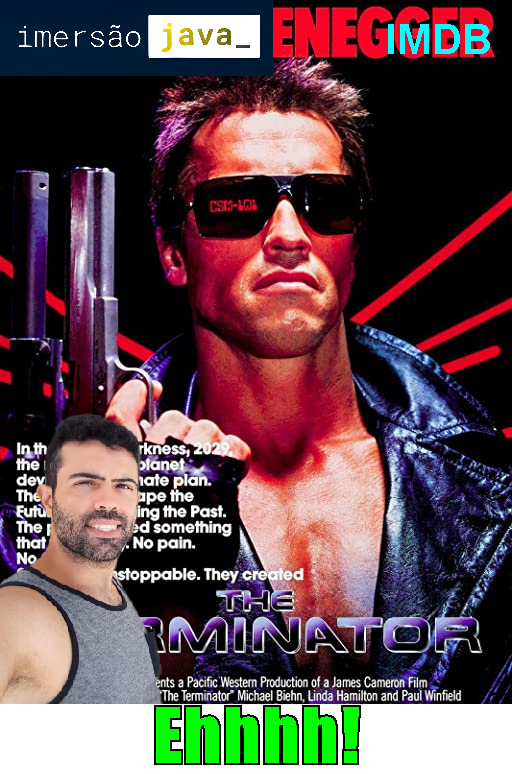 imersão java_
ENEGGER
IMDB
CSM-101
In th rkness, 2029,
the planet
dev nate plan.
The ape the
Futu ing the Past.
The p ed something
that . No pain.
No
nstoppable. They created
THE
RMINATOR
ents a Pacific Western Production of a James Cameron Film
"The Terminator" Michael Biehn, Linda Hamilton and Paul Winfield
Ehhhh!